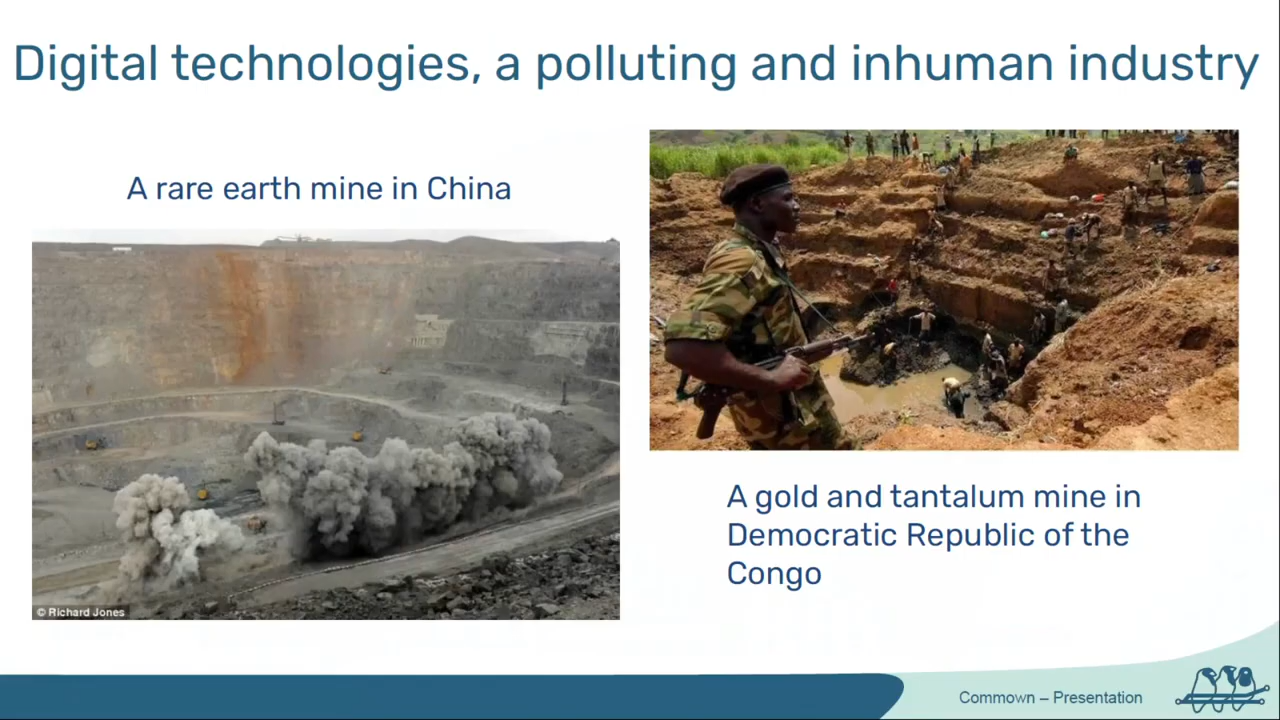 Digital technologies, a polluting and inhuman industry
A rare earth mine in China
© Richard Jones
A gold and tantalum mine in
Democratic Republic of the
Congo
Commown – Presentation